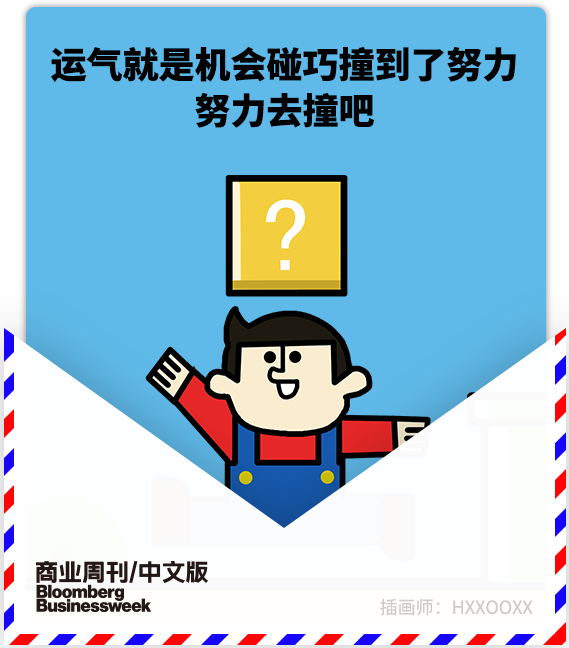 运气就是机会碰巧撞到了努力
努力去撞吧
?
商业周刊/中文版
Bloomberg
Businessweek
插画师：HXXOOXX